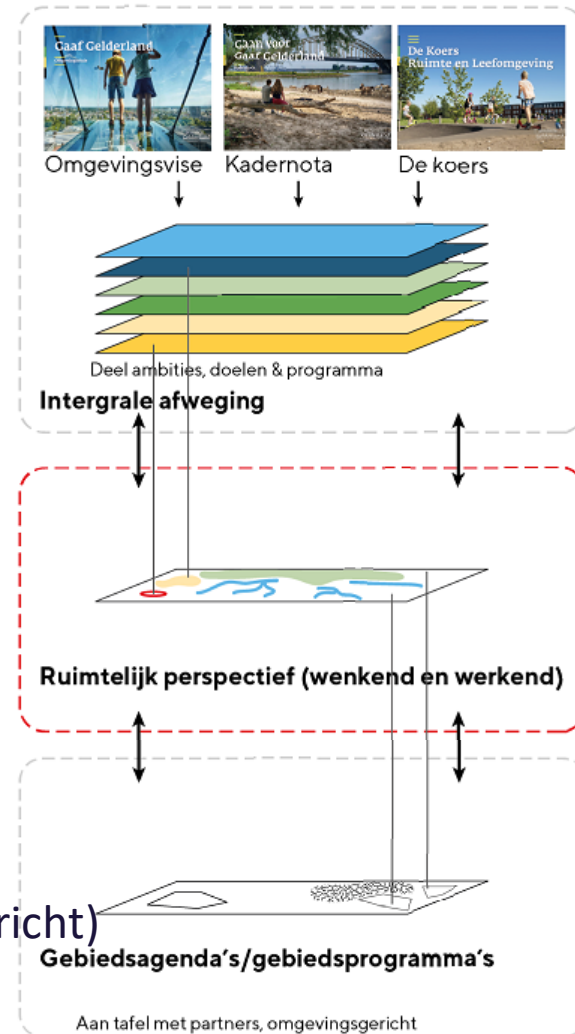 Gaaf Gelderland
Gaan voor
Gaaf Gelderland
De Koers
Ruimte en Leefomgeving
Omgevingsvise
Kadernota
De koers
Deel ambities, doelen & programma
Intergrale afweging
Ruimtelijk perspectief (wenkend en werkend)
richt)
Gebiedsagenda's/gebiedsprogramma's
Aan tafel met partners, omgevingsgericht